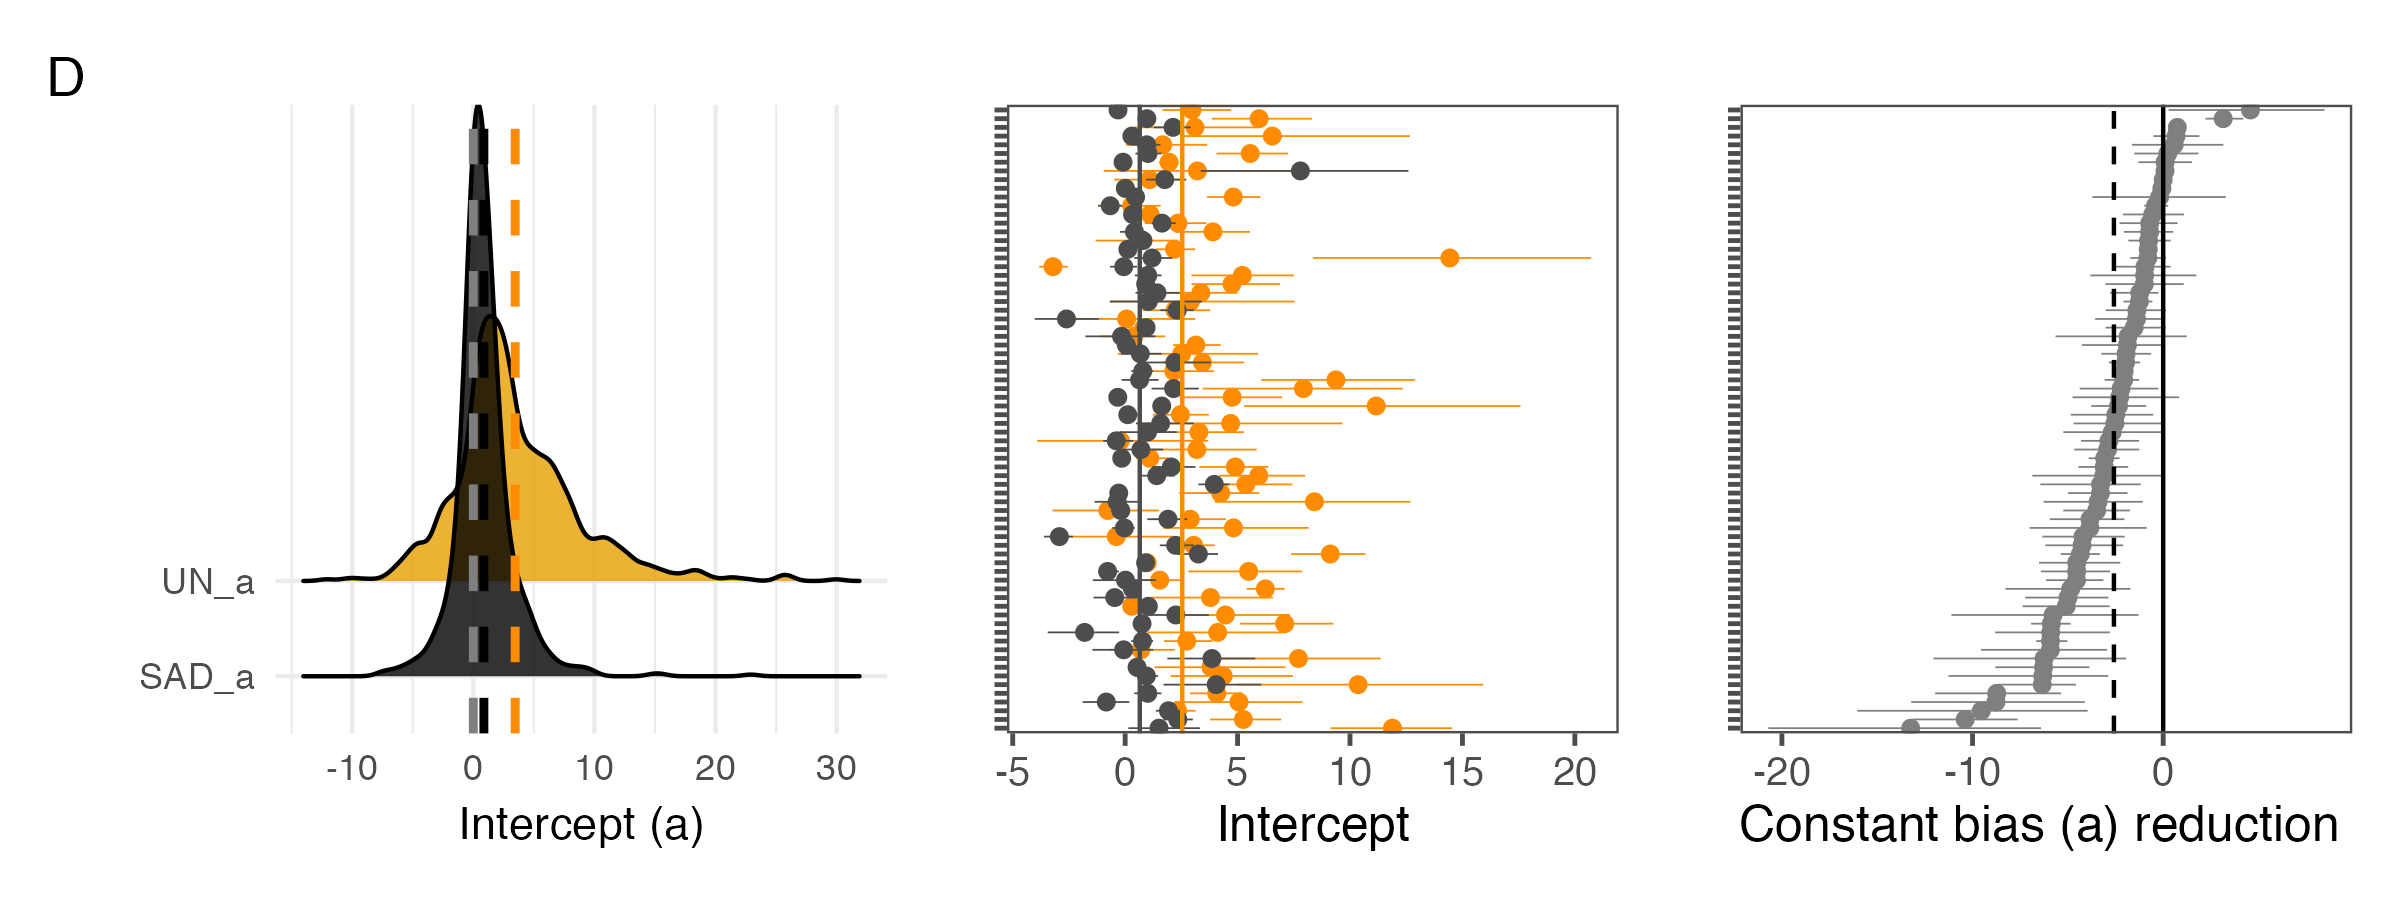 D
UN_a
SAD_a
-10 0 10 20 30
Intercept (a)
-5 0 5 10 15 20
Intercept
-20 -10 0
Constant bias (a) reduction